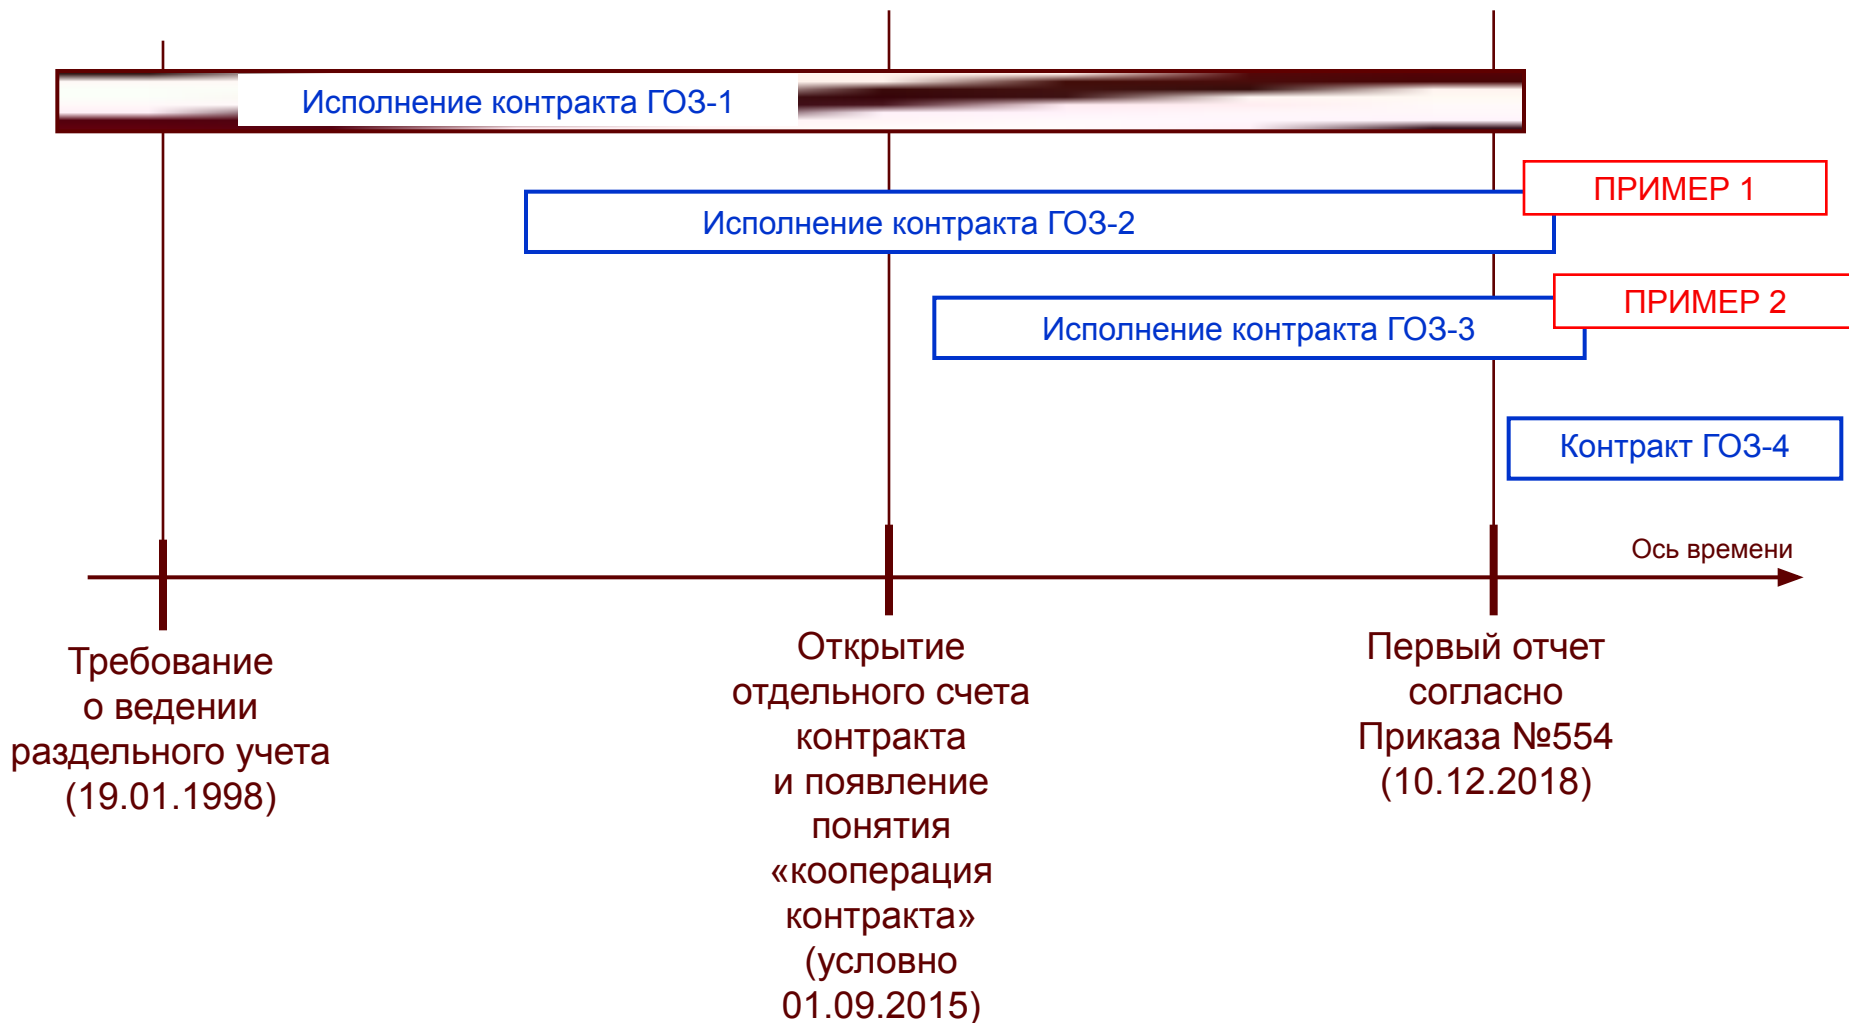 Исполнение контракта ГОЗ-1
ПРИМЕР 1
Исполнение контракта ГОЗ-2
ПРИМЕР 2
Исполнение контракта ГОЗ-3
Контракт ГОЗ-4
Ось времени
Требование
о ведении
раздельного учета
(19.01.1998)
Открытие
отдельного счета
контракта
и появление
понятия
«кооперация
контракта»
(условно
01.09.2015)
Первый отчет
согласно
Приказа №554
(10.12.2018)